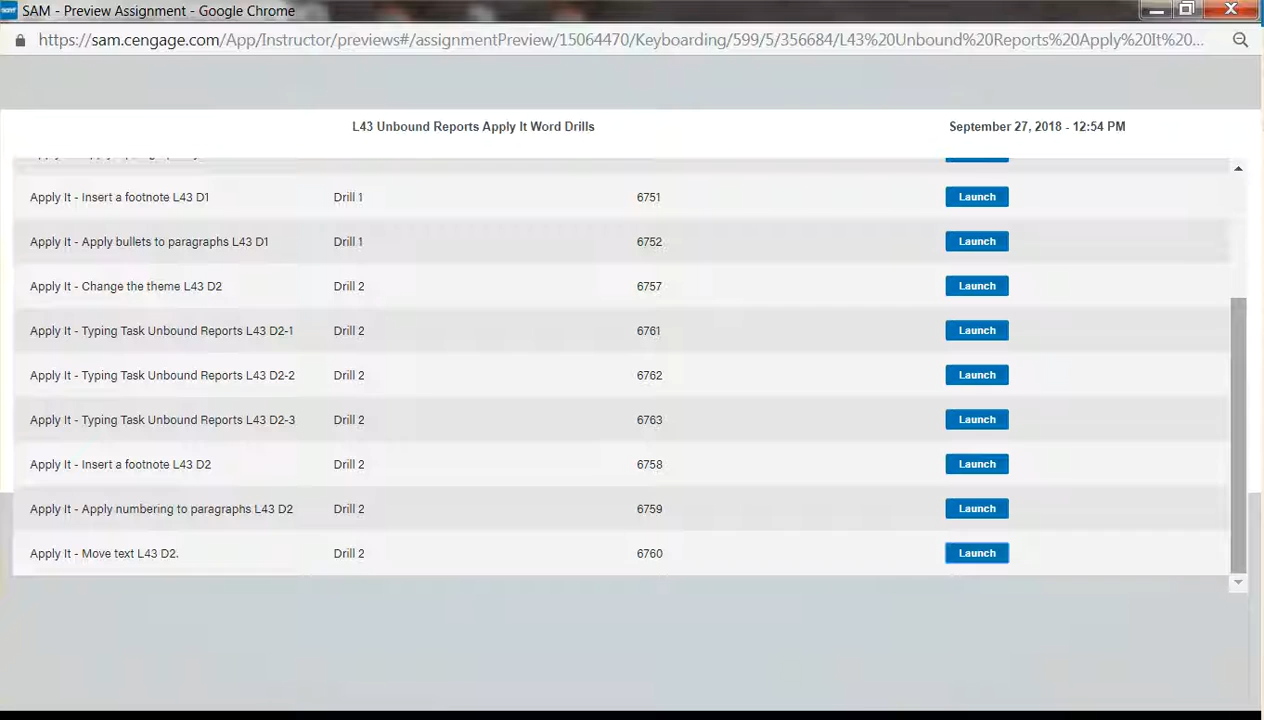 SAM - Preview Assignment - Google Chrome
https://sam.cengage.com/App/Instructor/previews#/assignmentPreview/15064470/Keyboarding/599/5/356684/L43%20Unbound%20Reports%20Apply%20It%20...
L43 Unbound Reports Apply It Word Drills September 27, 2018 - 12:54 PM
Apply It - Insert a footnote L43 D1 Drill 1 6751 Launch
Apply It - Apply bullets to paragraphs L43 D1 Drill 1 6752 Launch
Apply It - Change the theme L43 D2 Drill 2 6757 Launch
Apply It - Typing Task Unbound Reports L43 D2-1 Drill 2 6761 Launch
Apply It - Typing Task Unbound Reports L43 D2-2 Drill 2 6762 Launch
Apply It - Typing Task Unbound Reports L43 D2-3 Drill 2 6763 Launch
Apply It - Insert a footnote L43 D2 Drill 2 6758 Launch
Apply It - Apply numbering to paragraphs L43 D2 Drill 2 6759 Launch
Apply It - Move text L43 D2. Drill 2 6760 Launch